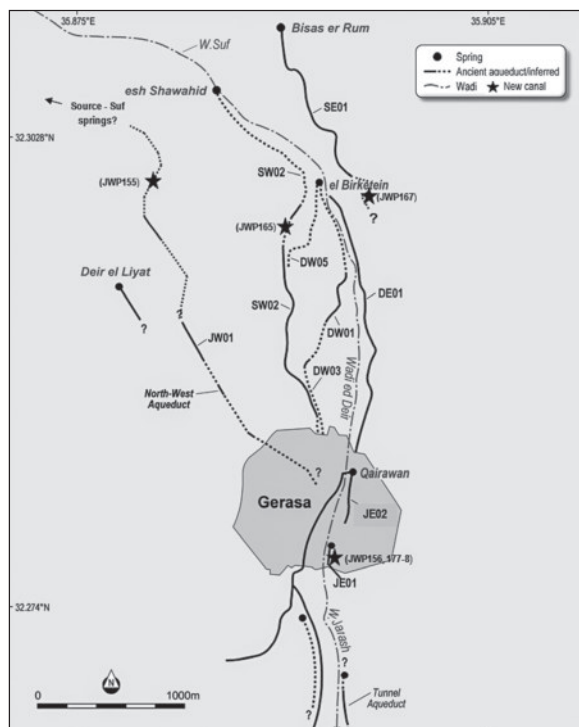 35.875°E
35.905°E
Bisas er Rum
W.Suf
Spring
Ancient aqueduct/inferred
Wadi
New canal
esh Shawahid
Source - Suf
springs?
SE01
32.3028°N
(JWP155)
SW02
el Birketein
(JWP167)
?
(JWP165)
DW05
Deir el Liyat
DE01
SW02
?
?
DW01
JW01
North-West
Aqueduct
DW03
Wadi ed Deir
?
Qairawan
Gerasa
JE02
(JWP156, 177-8)
JE01
32.274°N
W.Jarash
?
N
0
1000m
Tunnel
Aqueduct
?